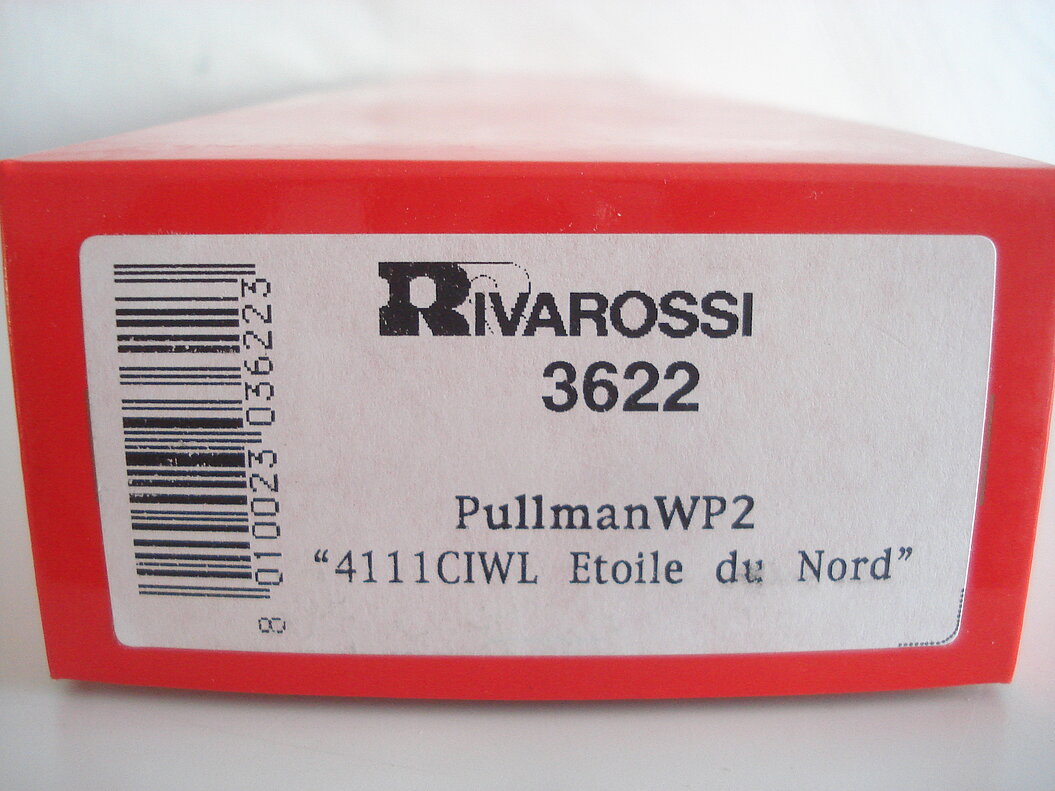 RIVAROSSI
3622
PullmanWP2
“4111CIWL Etoile du Nord”
8 010023 036223